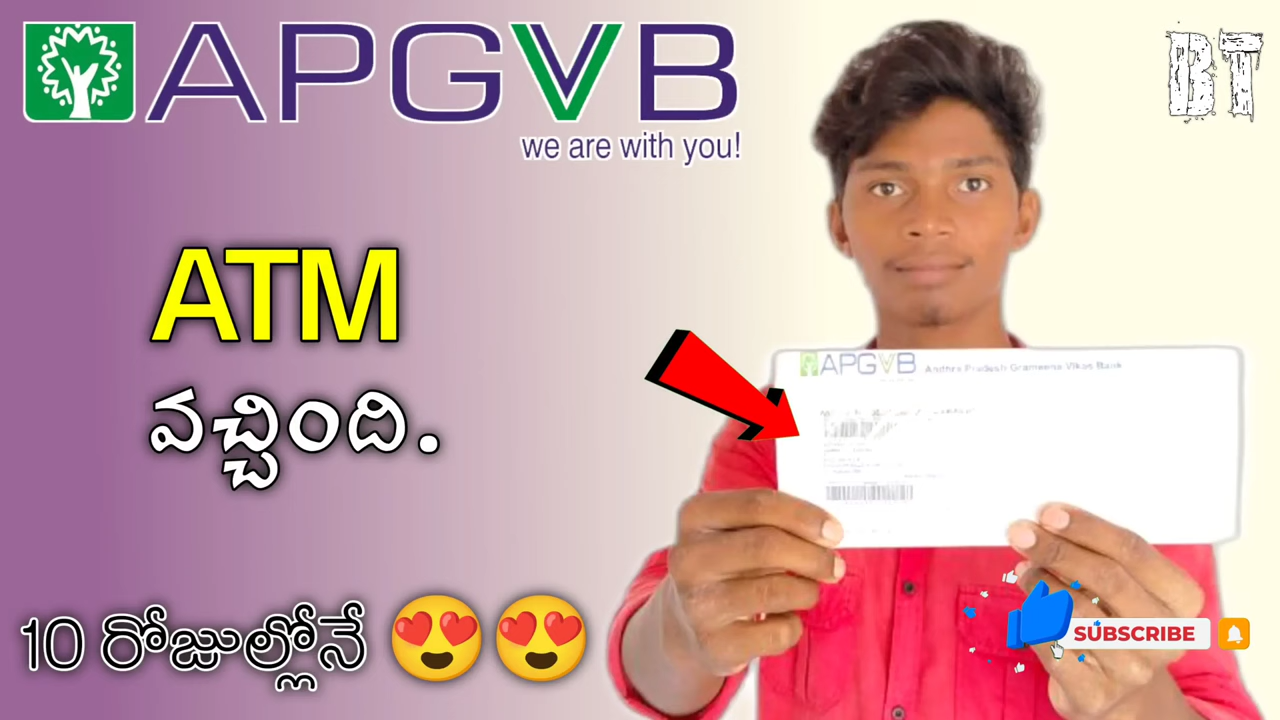 APGVB
we are with you!
BT
ATM
వచ్చింది.
10 రోజుల్లోనే
APGVB Andhra Pradesh Grameena Vikas Bank
SUBSCRIBE